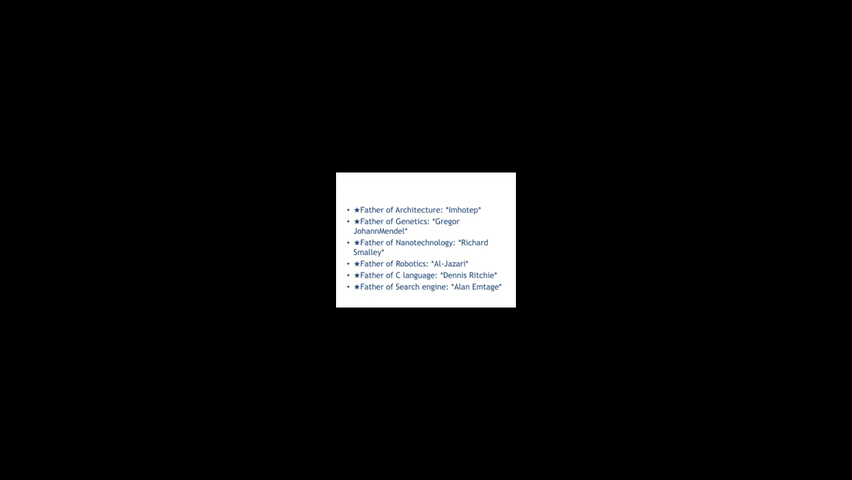 • ★Father of Architecture: *Imhotep*
• ★Father of Genetics: *Gregor
JohannMendel*
• ★Father of Nanotechnology: *Richard
Smalley*
• ★Father of Robotics: *Al-Jazari*
• ★Father of C language: *Dennis Ritchie*
• ★Father of Search engine: *Alan Emtage*